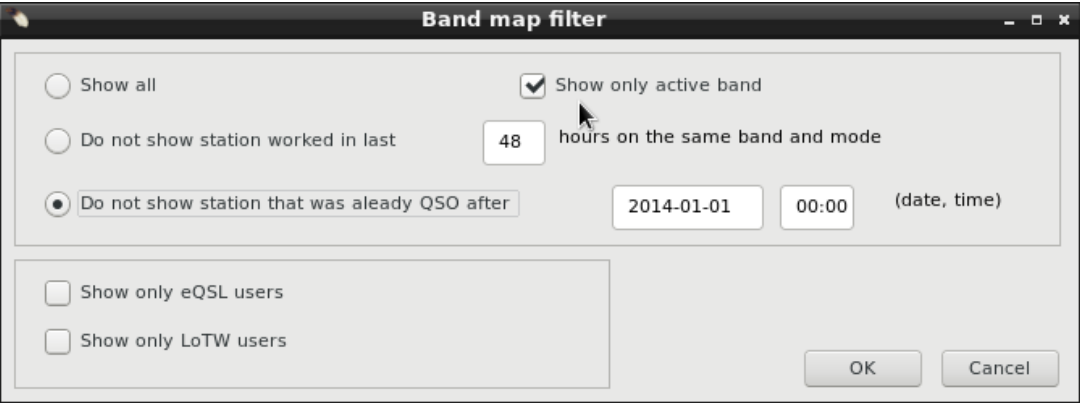 Band map filter
Show all
Show only active band
Do not show station worked in last 48 hours on the same band and mode
Do not show station that was aleady QSO after 2014-01-01 00:00 (date, time)
Show only eQSL users
Show only LoTW users
OK Cancel